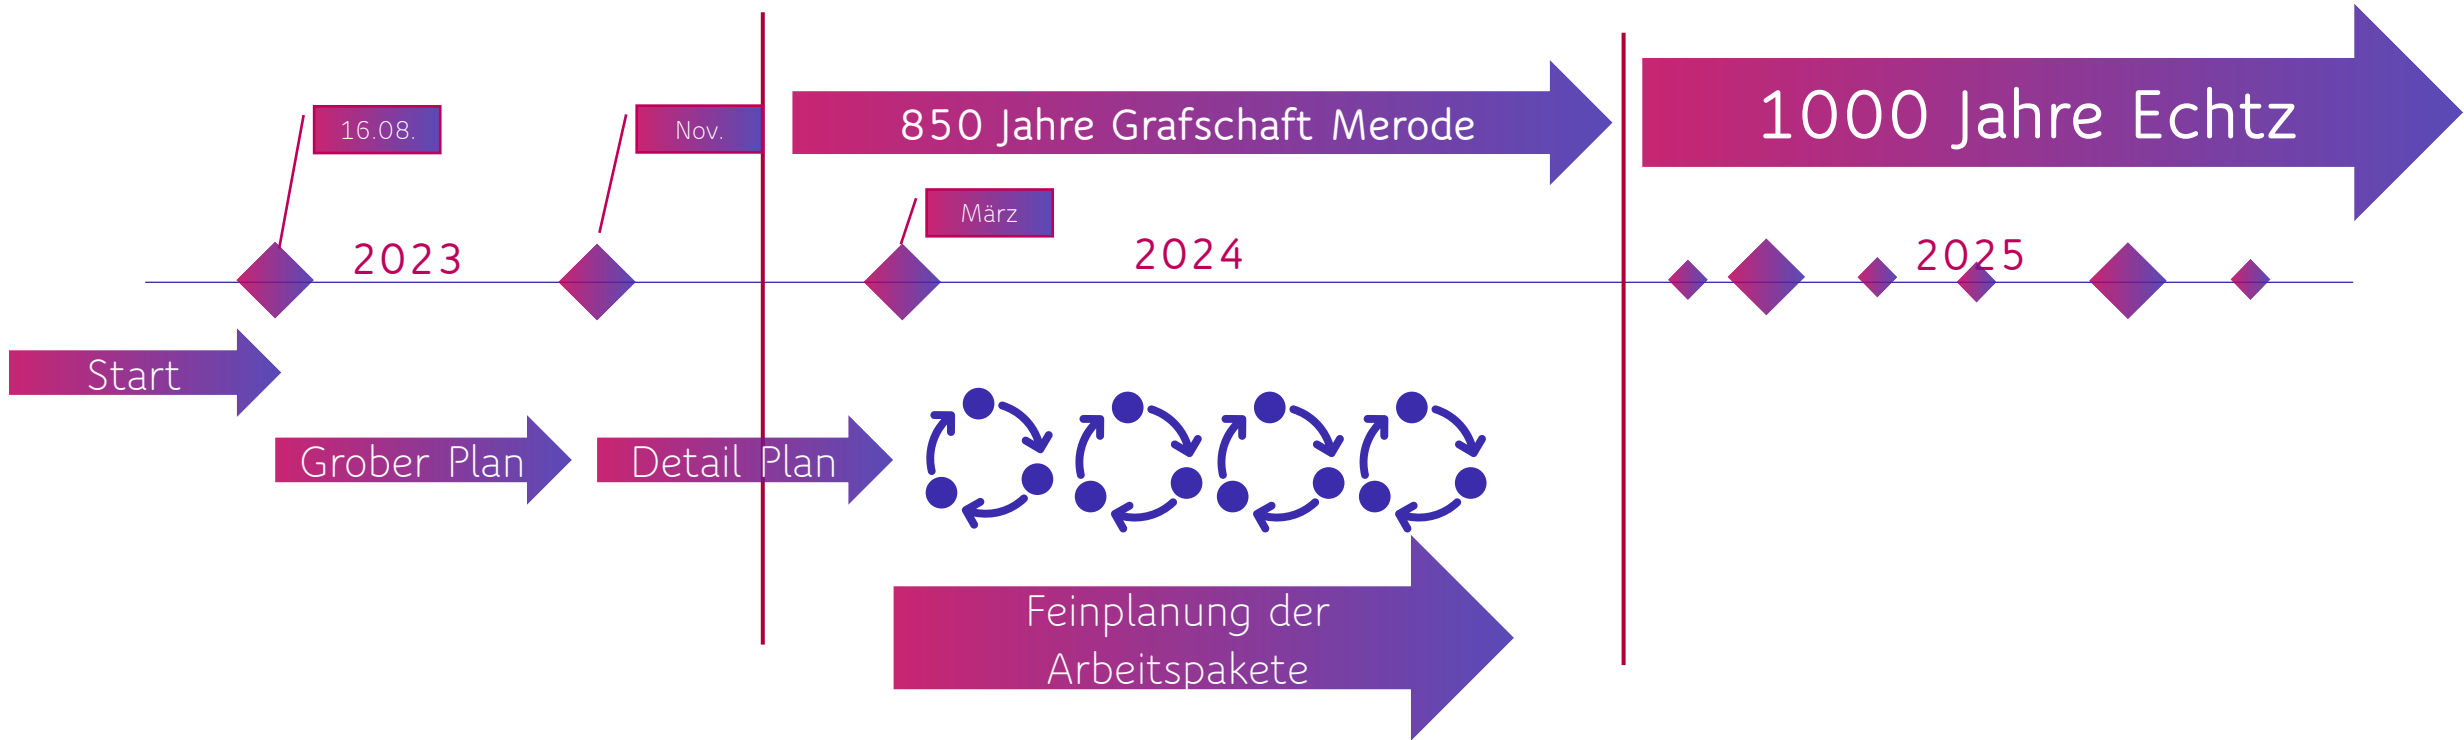 1000 Jahre Echtz
850 Jahre Grafschaft Merode
16.08.
Nov.
März
2023
2024
2025
Start
Grober Plan
Detail Plan
Feinplanung der
Arbeitspakete